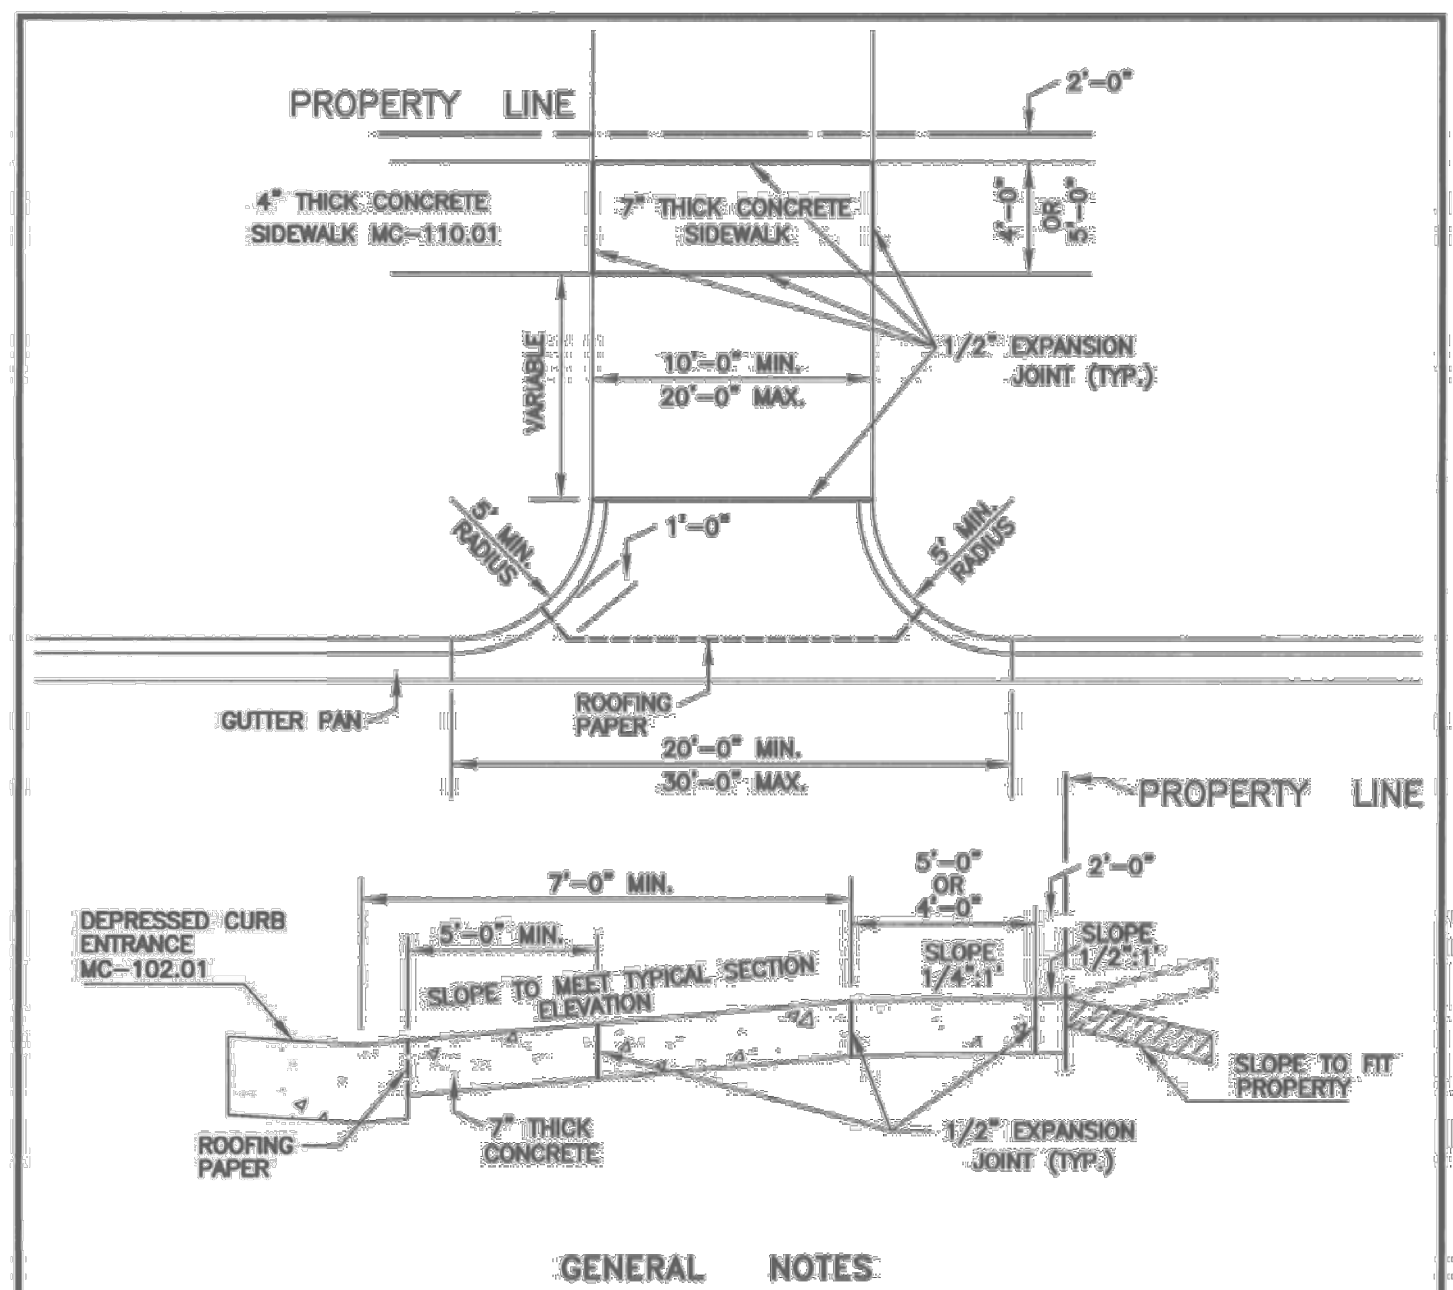 PROPERTY LINE
2'-0"
4" THICK CONCRETE
SIDEWALK MC-110.01
7" THICK CONCRETE
SIDEWALK
4'-0"
OR
5'-0"
VARIABLE
10'-0" MIN.
20'-0" MAX.
1/2" EXPANSION
JOINT (TYP.)
5' MIN.
RADIUS
1'-0"
5' MIN.
RADIUS
GUTTER PAN
ROOFING
PAPER
20'-0" MIN.
30'-0" MAX.
PROPERTY LINE
7'-0" MIN.
5'-0"
OR
4'-0"
2'-0"
DEPRESSED CURB
ENTRANCE
MC-102.01
5'-0" MIN.
SLOPE TO MEET TYPICAL SECTION
ELEVATION
SLOPE
1/4":1'
SLOPE
1/2":1'
SLOPE TO FIT
PROPERTY
ROOFING
PAPER
7" THICK
CONCRETE
1/2" EXPANSION
JOINT (TYP.)
GENERAL NOTES